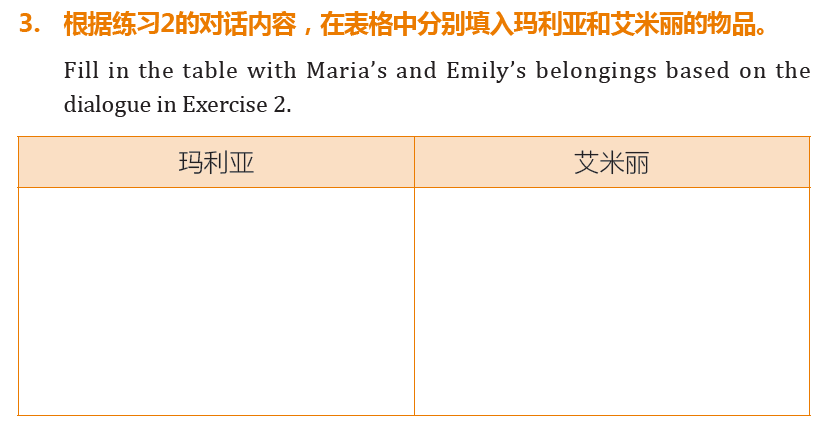 3. 根据练习2的对话内容，在表格中分别填入玛利亚和艾米丽的物品。
Fill in the table with Maria’s and Emily’s belongings based on the
dialogue in Exercise 2.
玛利亚 艾米丽